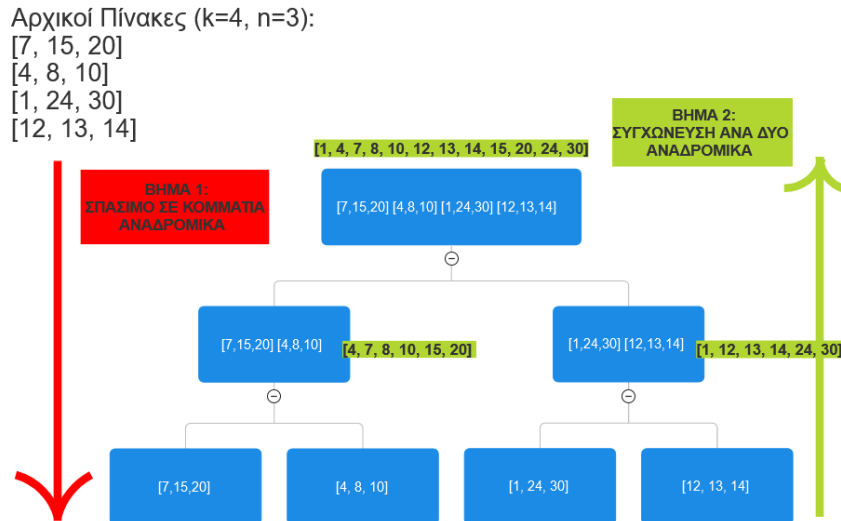 Αρχικοί Πίνακες (k=4, n=3):
[7, 15, 20]
[4, 8, 10]
[1, 24, 30]
[12, 13, 14]
ΒΗΜΑ 1:
ΣΠΑΣΙΜΟ ΣΕ ΚΟΜΜΑΤΙΑ
ΑΝΑΔΡΟΜΙΚΑ
ΒΗΜΑ 2:
ΣΥΓΧΩΝΕΥΣΗ ΑΝΑ ΔΥΟ
ΑΝΑΔΡΟΜΙΚΑ
[1, 4, 7, 8, 10, 12, 13, 14, 15, 20, 24, 30]
[7,15,20] [4,8,10] [1,24,30] [12,13,14]
[7,15,20] [4,8,10]
[4, 7, 8, 10, 15, 20]
[1,24,30] [12,13,14]
[1, 12, 13, 14, 24, 30]
[7,15,20]
[4, 8, 10]
[1, 24, 30]
[12, 13, 14]